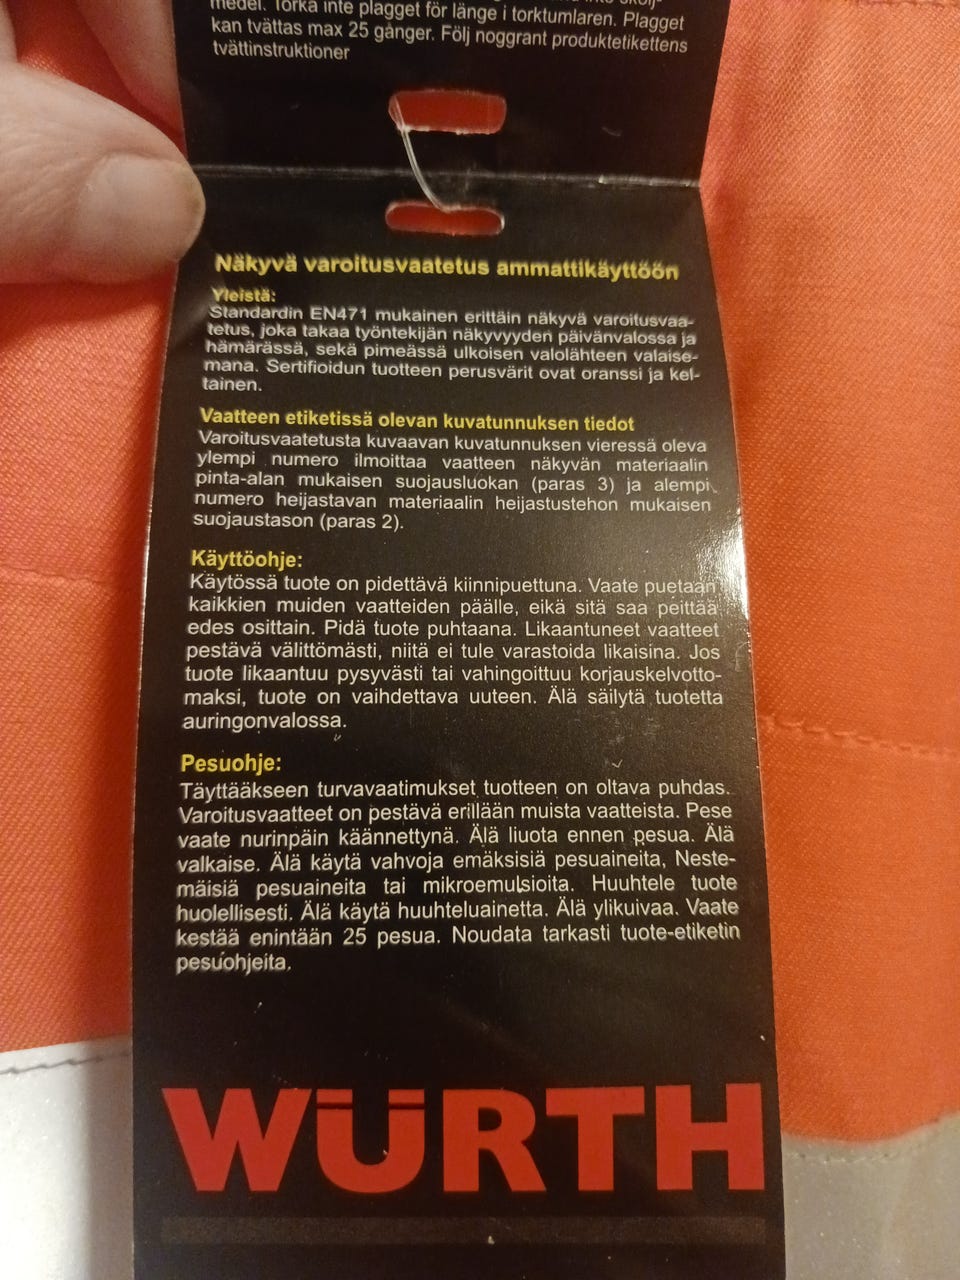 medel. Torka inte plagget för länge i torktumlaren. Plagget
kan tvättas max 25 gånger. Följ noggrant produktetikettens
tvättinstruktioner
Näkyvä varoitusvaatetus ammattikäyttöön
Yleistä:
Standardin EN471 mukainen erittäin näkyvä varoitusvaa-
tetus, joka takaa työntekijän näkyvyyden päivänvalossa ja
hämärässä, sekä pimeässä ulkoisen valolähteen valaise-
mana. Sertifioidun tuotteen perusvärit ovat oranssi ja kel-
tainen.
Vaatteen etiketissä olevan kuvatunnuksen tiedot
Varoitusvaatetusta kuvaavan kuvatunnuksen vieressä oleva
ylempi numero ilmoittaa vaatteen näkyvän materiaalin
pinta-alan mukaisen suojausluokan (paras 3) ja alempi
numero heijastavan materiaalin heijastustehon mukaisen
suojaustason (paras 2).
Käyttöohje:
Käytössä tuote on pidettävä kiinnipuettuna. Vaate puetaan
kaikkien muiden vaatteiden päälle, eikä sitä saa peittää
edes osittain. Pidä tuote puhtaana. Likaantuneet vaatteet
pestävä välittömästi, niitä ei tule varastoida likaisina. Jos
tuote likaantuu pysyvästi tai vahingoittuu korjauskelvotto-
maksi, tuote on vaihdettava uuteen. Älä säilytä tuotetta
auringonvalossa.
Pesuohje:
Täyttääkseen turvavaatimukset tuotteen on oltava puhdas.
Varoitusvaatteet on pestävä erillään muista vaatteista. Pese
vaate nurinpäin käännettynä. Älä liuota ennen pesua. Älä
valkaise. Älä käytä vahvoja emäksisiä pesuaineita, Neste-
mäisiä pesuaineita tai mikroemulsioita. Huuhtele tuote
huolellisesti. Älä käytä huuhteluainetta. Älä ylikuivaa. Vaate
kestää enintään 25 pesua. Noudata tarkasti tuote-etiketin
pesuohjeita.
WÜRTH